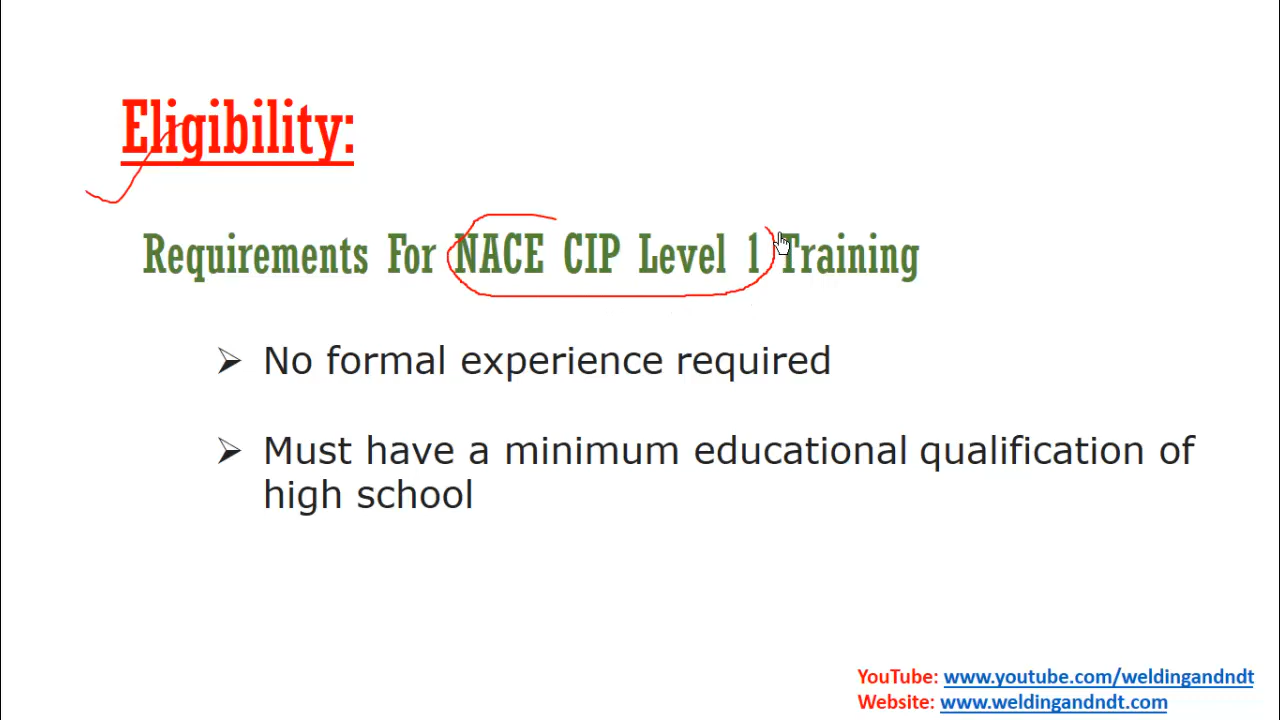 Eligibility:
Requirements For NACE CIP Level 1 Training
No formal experience required
Must have a minimum educational qualification of
high school
YouTube: www.youtube.com/weldingandndt
Website: www.weldingandndt.com